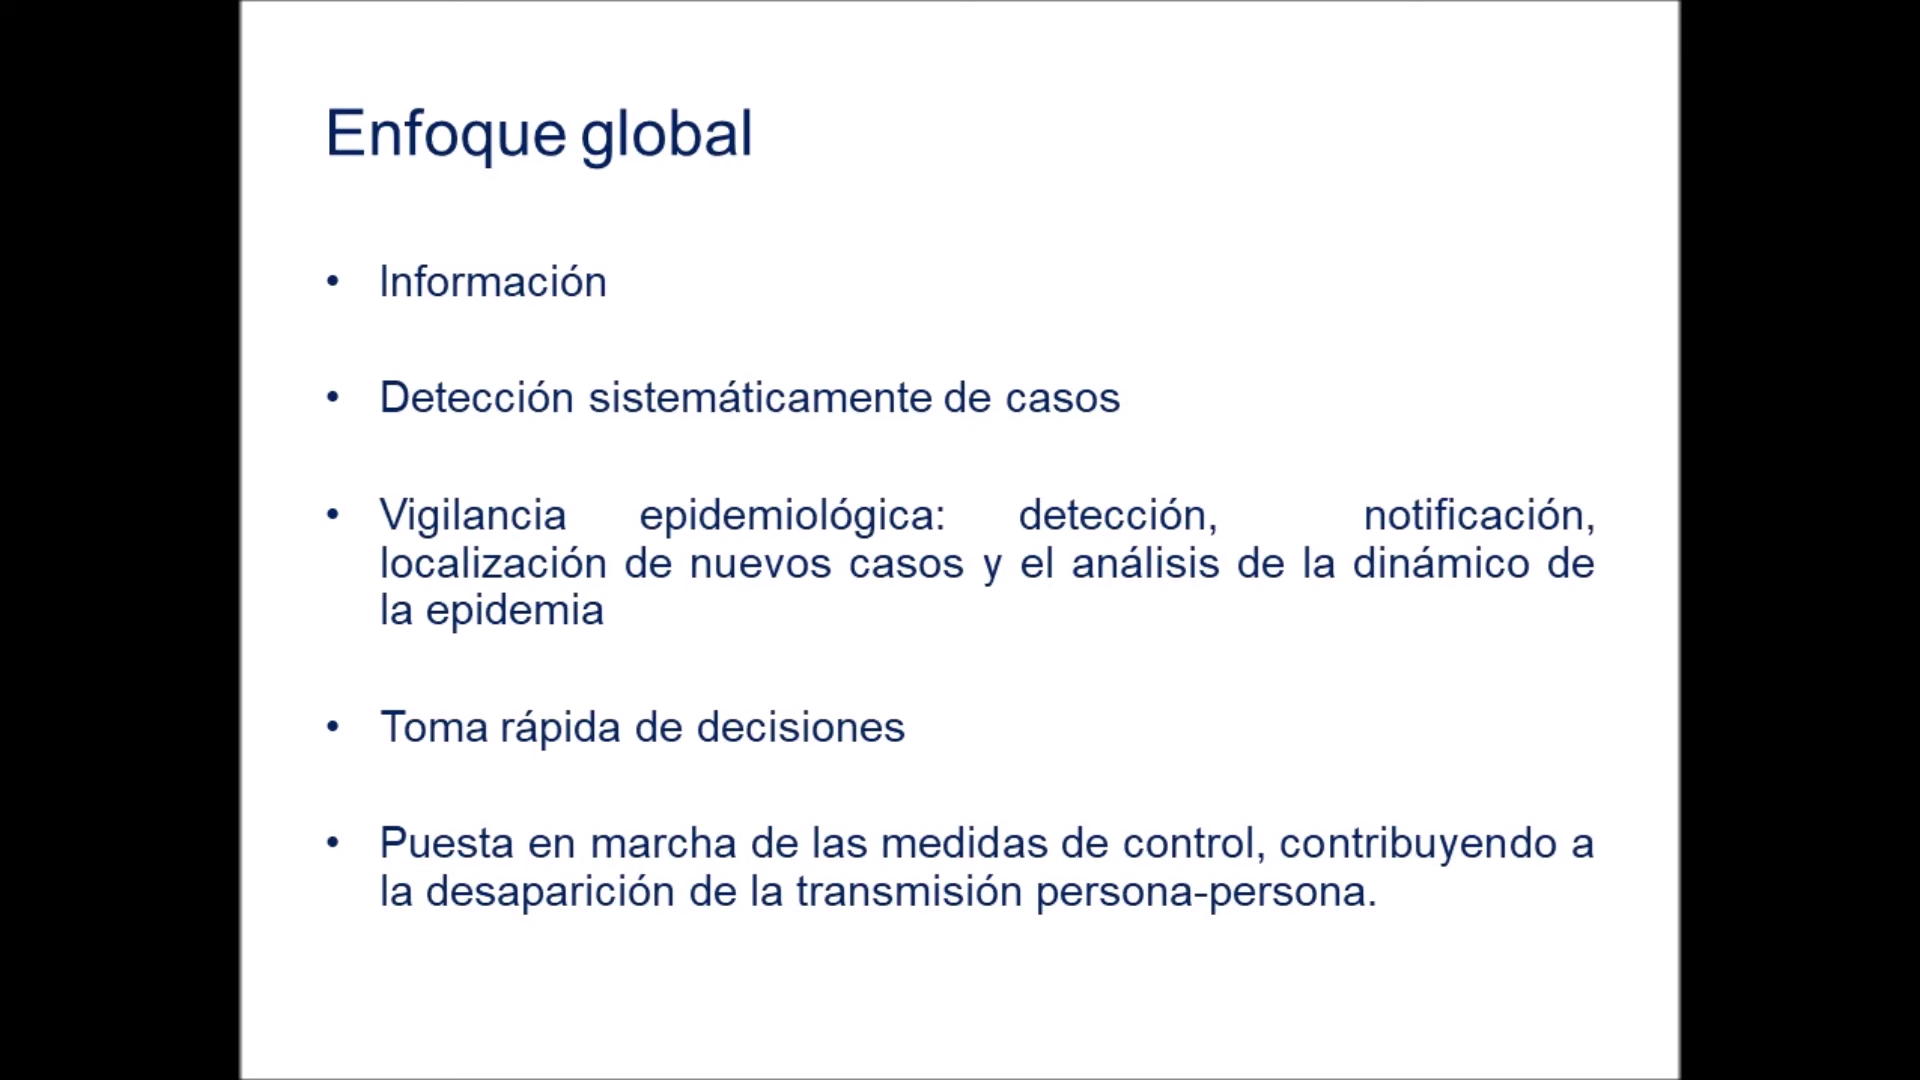 Enfoque global
• Información
• Detección sistemáticamente de casos
• Vigilancia epidemiológica: detección, notificación,
localización de nuevos casos y el análisis de la dinámico de
la epidemia
• Toma rápida de decisiones
• Puesta en marcha de las medidas de control, contribuyendo a
la desaparición de la transmisión persona-persona.